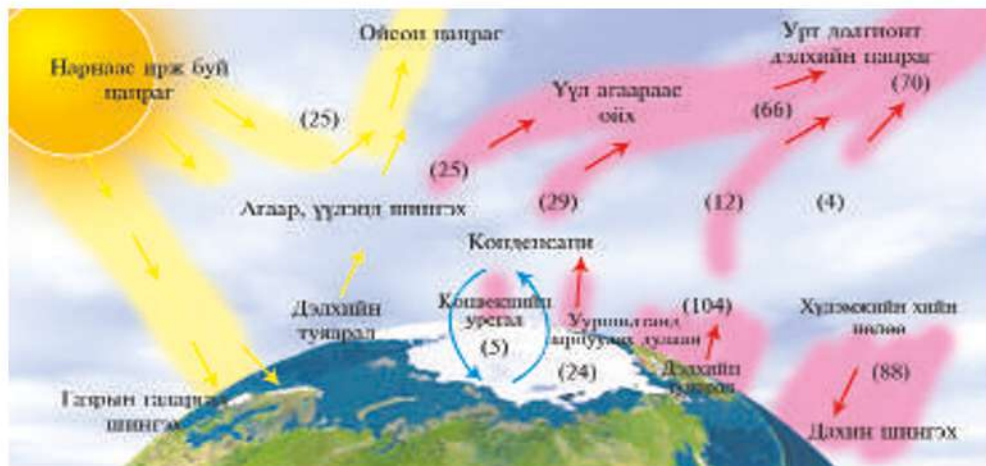 Ойсон цацраг
Нарнаас ирж буй
цацраг
(25)
Урт долгионт
дэлхийн цацраг
(70)
Үүл агаараас
ойх
(66)
(25)
(29)
(12)
(4)
Агаар, үүлэнд шингэх
Конденсаци
Дэлхийн
туяарал
Конвекцийн
урсгал
(5)
Ууршилтанд
зарцуулах дулаан
(24)
(104)
Дэлхийн
Хүлэмжийн хийн
нөлөө
(88)
Газрын гадаргад
шингэх
Дахин шингэх